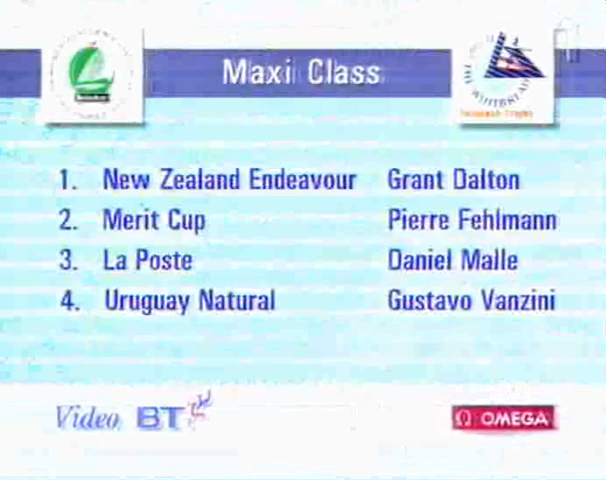 Maxi Class
WHITBREAD
1. New Zealand Endeavour Grant Dalton
2. Merit Cup Pierre Fehlmann
3. La Poste Daniel Malle
4. Uruguay Natural Gustavo Vanzini
Video BT
Ω OMEGA